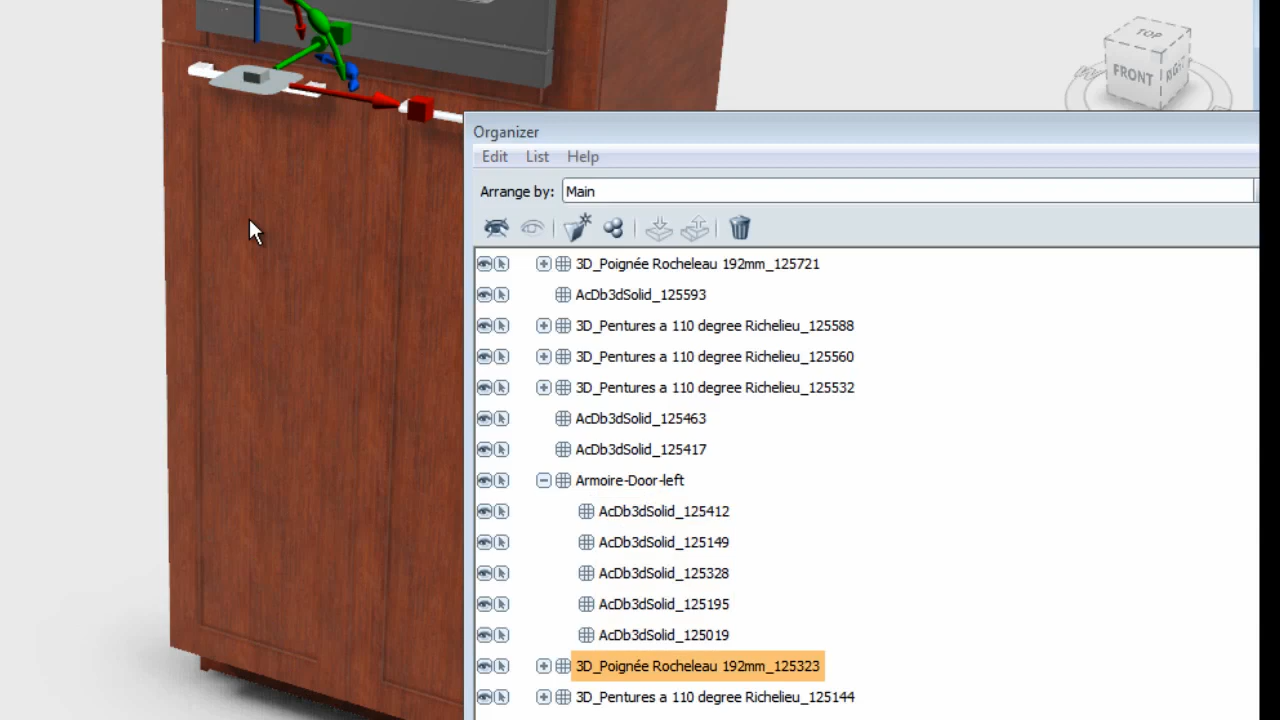 TOP
FRONT
RIGHT
Organizer
Edit List Help
Arrange by: Main
3D_Poignée Rocheleau 192mm_125721
AcDb3dSolid_125593
3D_Pentures a 110 degree Richelieu_125588
3D_Pentures a 110 degree Richelieu_125560
3D_Pentures a 110 degree Richelieu_125532
AcDb3dSolid_125463
AcDb3dSolid_125417
Armoire-Door-left
AcDb3dSolid_125412
AcDb3dSolid_125149
AcDb3dSolid_125328
AcDb3dSolid_125195
AcDb3dSolid_125019
3D_Poignée Rocheleau 192mm_125323
3D_Pentures a 110 degree Richelieu_125144